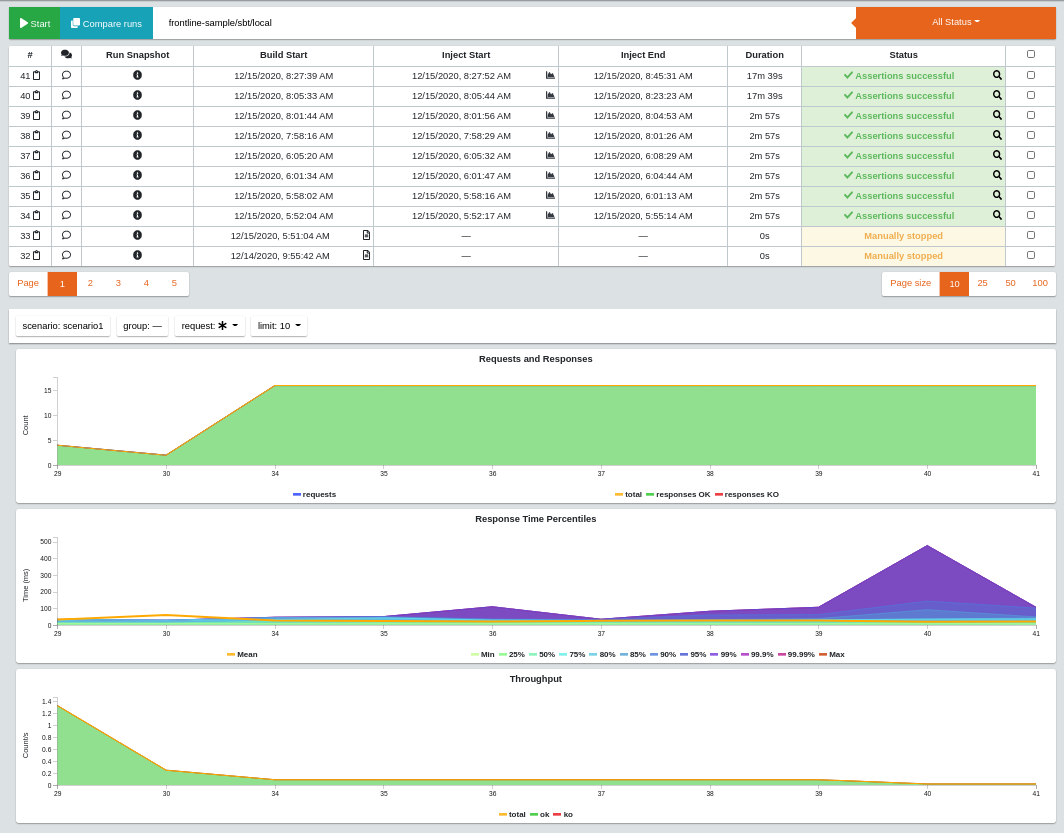 Start Compare runs frontline-sample/sbt/local All Status
# Run Snapshot Build Start Inject Start Inject End Duration Status
41 12/15/2020, 8:27:39 AM 12/15/2020, 8:27:52 AM 12/15/2020, 8:45:31 AM 17m 39s Assertions successful
40 12/15/2020, 8:05:33 AM 12/15/2020, 8:05:44 AM 12/15/2020, 8:23:23 AM 17m 39s Assertions successful
39 12/15/2020, 8:01:44 AM 12/15/2020, 8:01:56 AM 12/15/2020, 8:04:53 AM 2m 57s Assertions successful
38 12/15/2020, 7:58:16 AM 12/15/2020, 7:58:29 AM 12/15/2020, 8:01:26 AM 2m 57s Assertions successful
37 12/15/2020, 6:05:20 AM 12/15/2020, 6:05:32 AM 12/15/2020, 6:08:29 AM 2m 57s Assertions successful
36 12/15/2020, 6:01:34 AM 12/15/2020, 6:01:47 AM 12/15/2020, 6:04:44 AM 2m 57s Assertions successful
35 12/15/2020, 5:58:02 AM 12/15/2020, 5:58:16 AM 12/15/2020, 6:01:13 AM 2m 57s Assertions successful
34 12/15/2020, 5:52:04 AM 12/15/2020, 5:52:17 AM 12/15/2020, 5:55:14 AM 2m 57s Assertions successful
33 12/15/2020, 5:51:04 AM — — 0s Manually stopped
32 12/14/2020, 9:55:42 AM — — 0s Manually stopped
Page 1 2 3 4 5 Page size 10 25 50 100
scenario: scenario1 group: — request: ✱ limit: 10
Requests and Responses
Count
15
10
5
0
29 30 34 35 36 37 38 39 40 41
requests total responses OK responses KO
Response Time Percentiles
Time (ms)
500
400
300
200
100
0
29 30 34 35 36 37 38 39 40 41
Mean Min 25% 50% 75% 80% 85% 90% 95% 99% 99.9% 99.99% Max
Throughput
Count/s
1.4
1.2
1
0.8
0.6
0.4
0.2
0
29 30 34 35 36 37 38 39 40 41
total ok ko